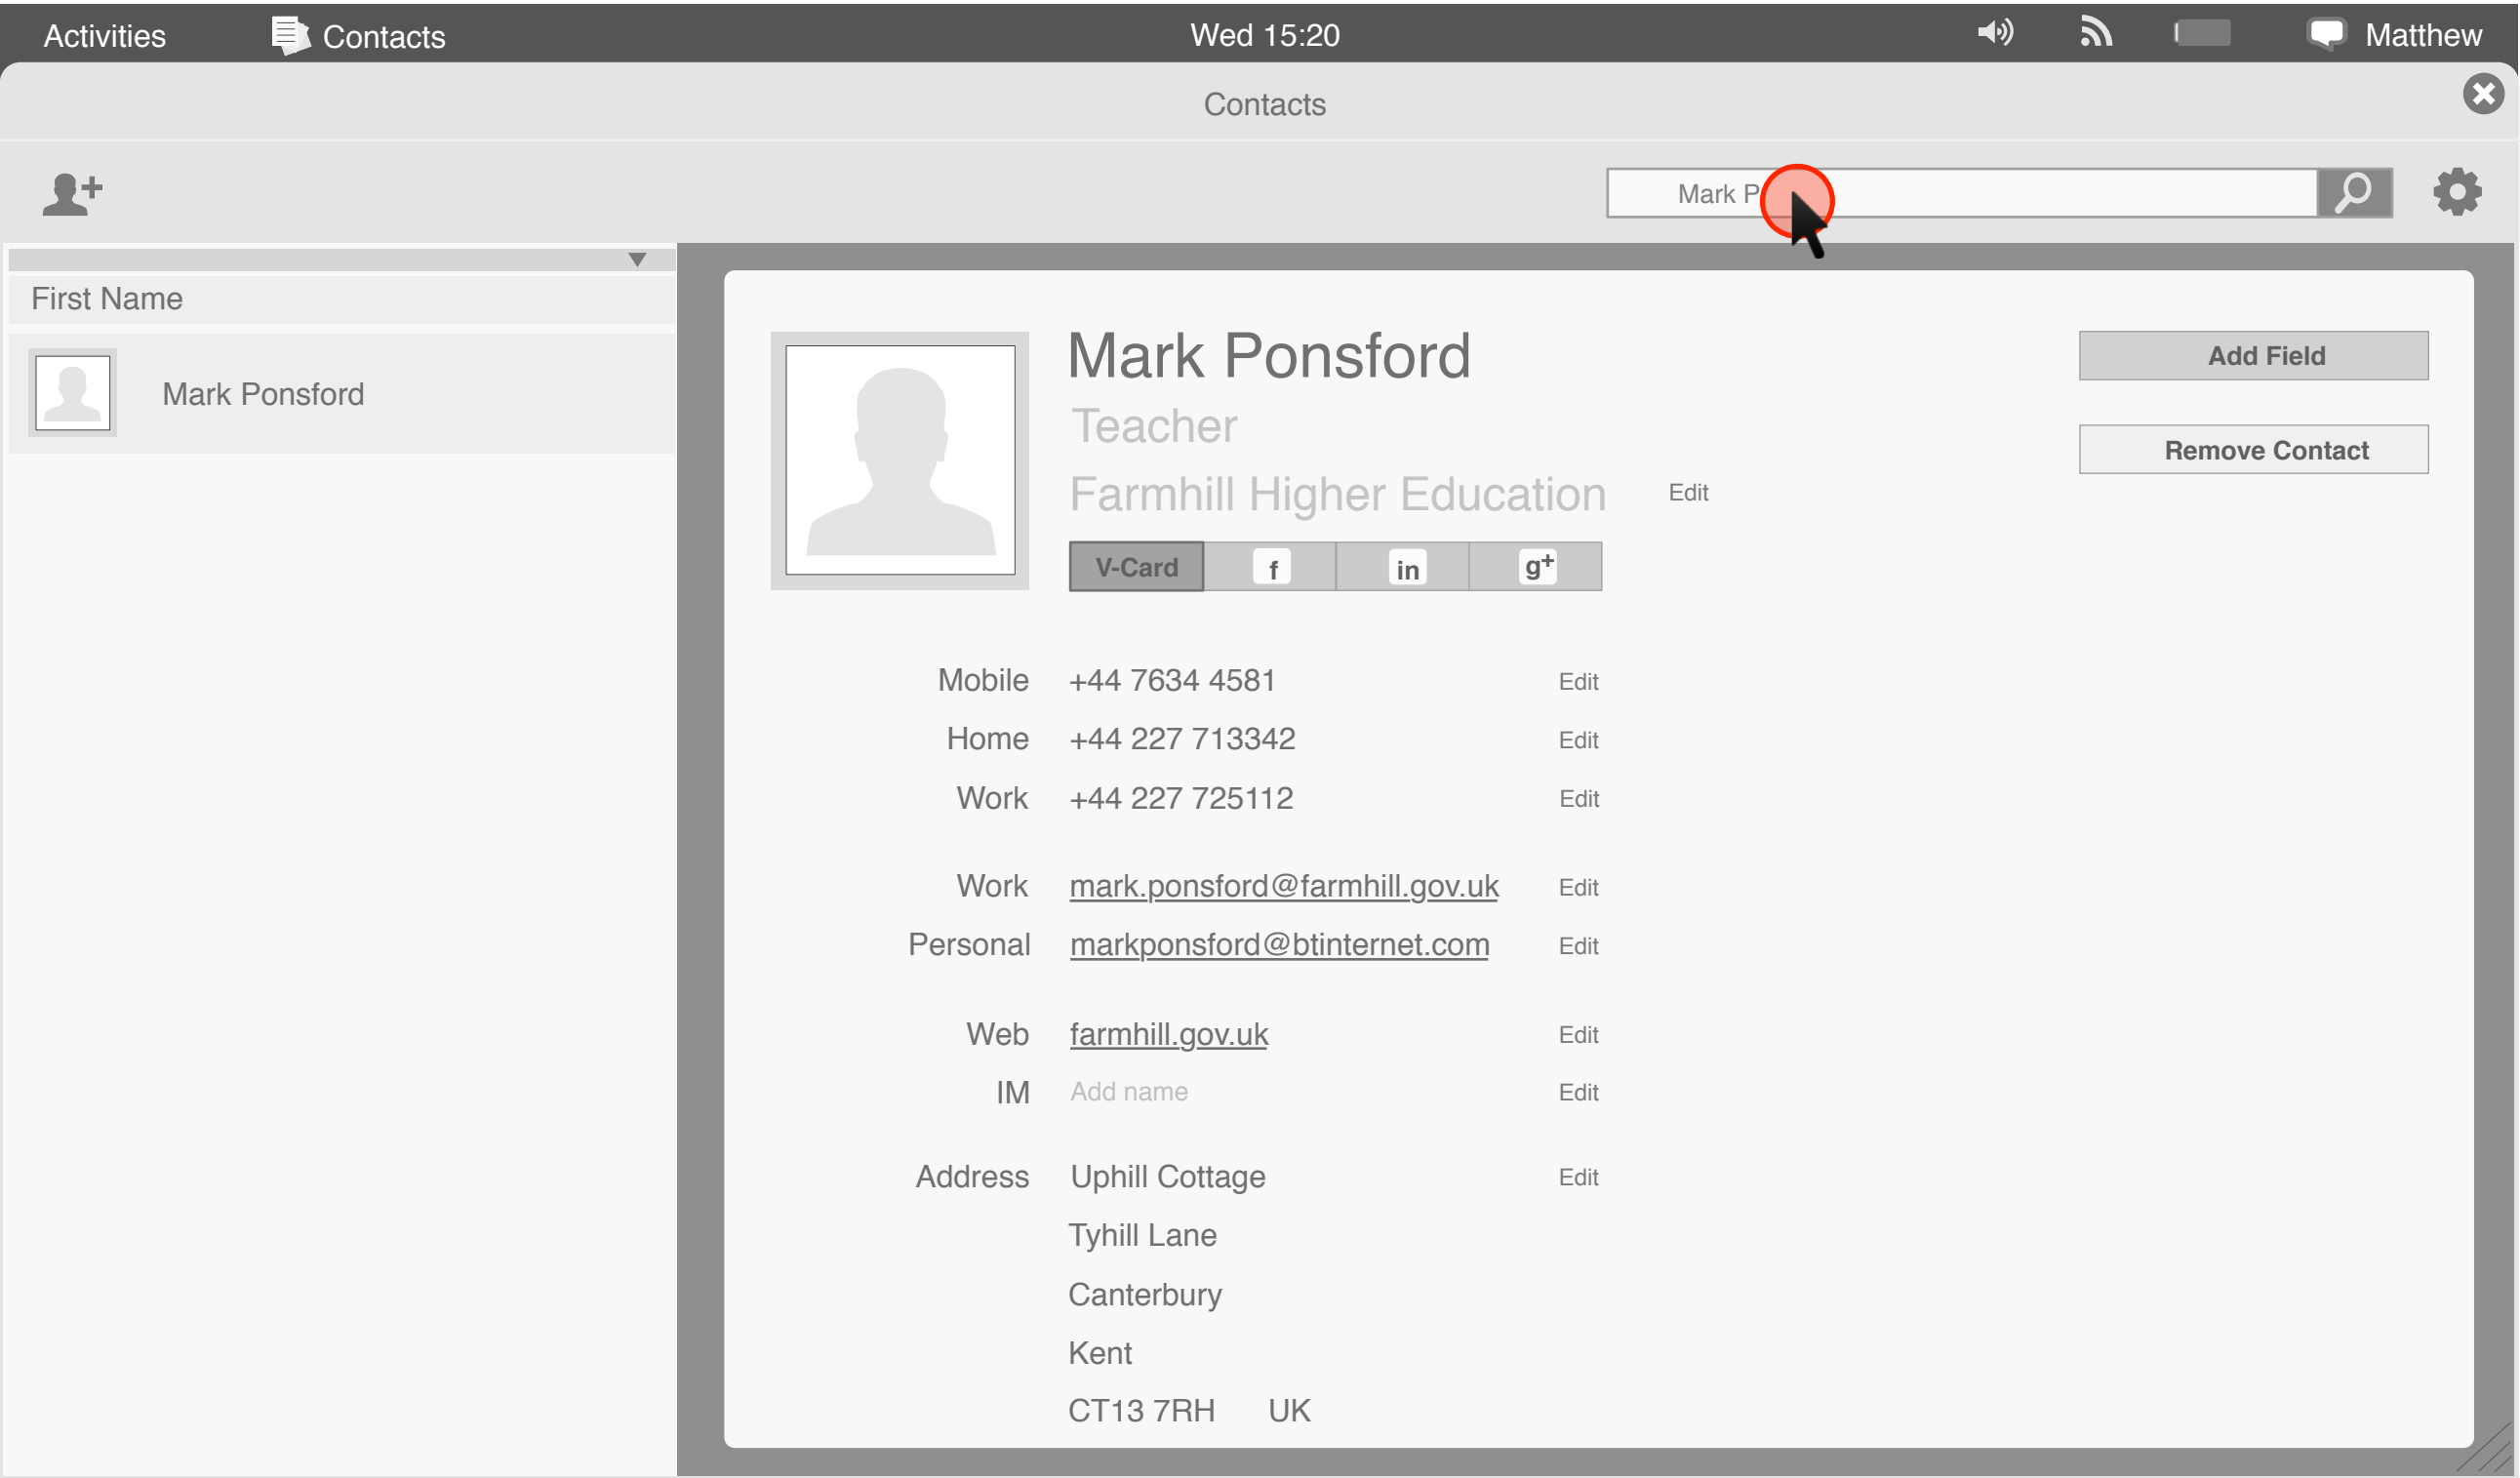 Activities Contacts Wed 15:20 Matthew
Contacts
Mark P
First Name
Mark Ponsford
Mark Ponsford
Teacher
Farmhill Higher Education Edit
Add Field
Remove Contact
V-Card f in g+
Mobile +44 7634 4581 Edit
Home +44 227 713342 Edit
Work +44 227 725112 Edit
Work mark.ponsford@farmhill.gov.uk Edit
Personal markponsford@btinternet.com Edit
Web farmhill.gov.uk Edit
IM Add name Edit
Address Uphill Cottage Edit
Tyhill Lane
Canterbury
Kent
CT13 7RH UK